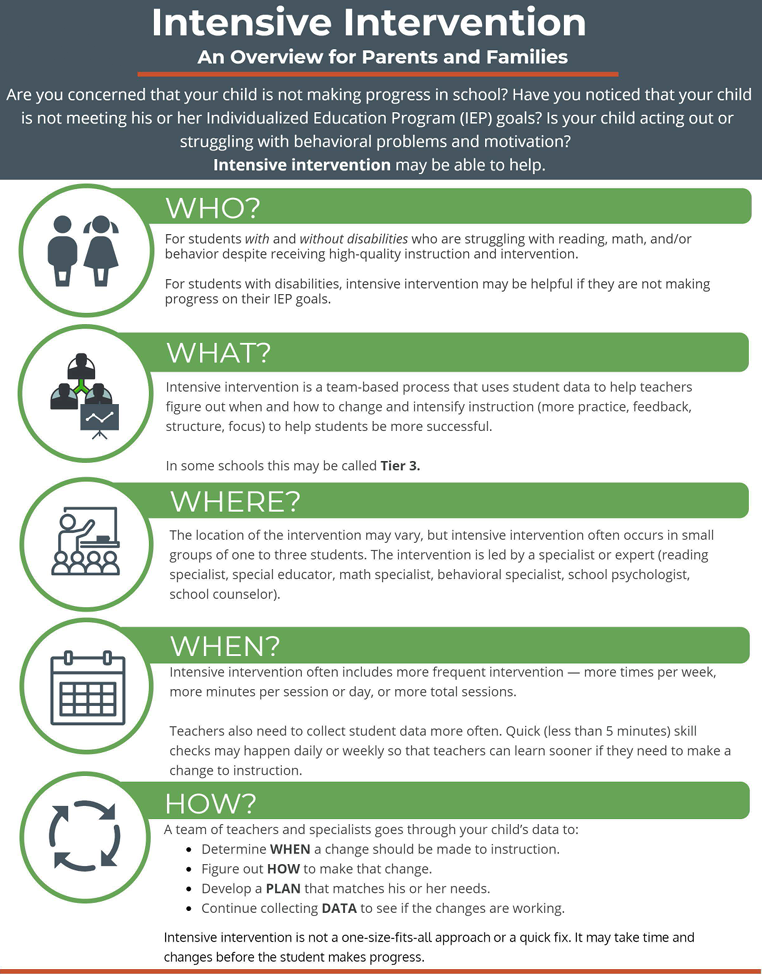 Intensive Intervention
An Overview for Parents and Families
Are you concerned that your child is not making progress in school? Have you noticed that your child
is not meeting his or her Individualized Education Program (IEP) goals? Is your child acting out or
struggling with behavioral problems and motivation?
Intensive intervention may be able to help.
WHO?
For students with and without disabilities who are struggling with reading, math, and/or
behavior despite receiving high-quality instruction and intervention.
For students with disabilities, intensive intervention may be helpful if they are not making
progress on their IEP goals.
WHAT?
Intensive intervention is a team-based process that uses student data to help teachers
figure out when and how to change and intensify instruction (more practice, feedback,
structure, focus) to help students be more successful.
In some schools this may be called Tier 3.
WHERE?
The location of the intervention may vary, but intensive intervention often occurs in small
groups of one to three students. The intervention is led by a specialist or expert (reading
specialist, special educator, math specialist, behavioral specialist, school psychologist,
school counselor).
WHEN?
Intensive intervention often includes more frequent intervention — more times per week,
more minutes per session or day, or more total sessions.
Teachers also need to collect student data more often. Quick (less than 5 minutes) skill
checks may happen daily or weekly so that teachers can learn sooner if they need to make a
change to instruction.
HOW?
A team of teachers and specialists goes through your child's data to:
• Determine WHEN a change should be made to instruction.
• Figure out HOW to make that change.
• Develop a PLAN that matches his or her needs.
• Continue collecting DATA to see if the changes are working.
Intensive intervention is not a one-size-fits-all approach or a quick fix. It may take time and
changes before the student makes progress.